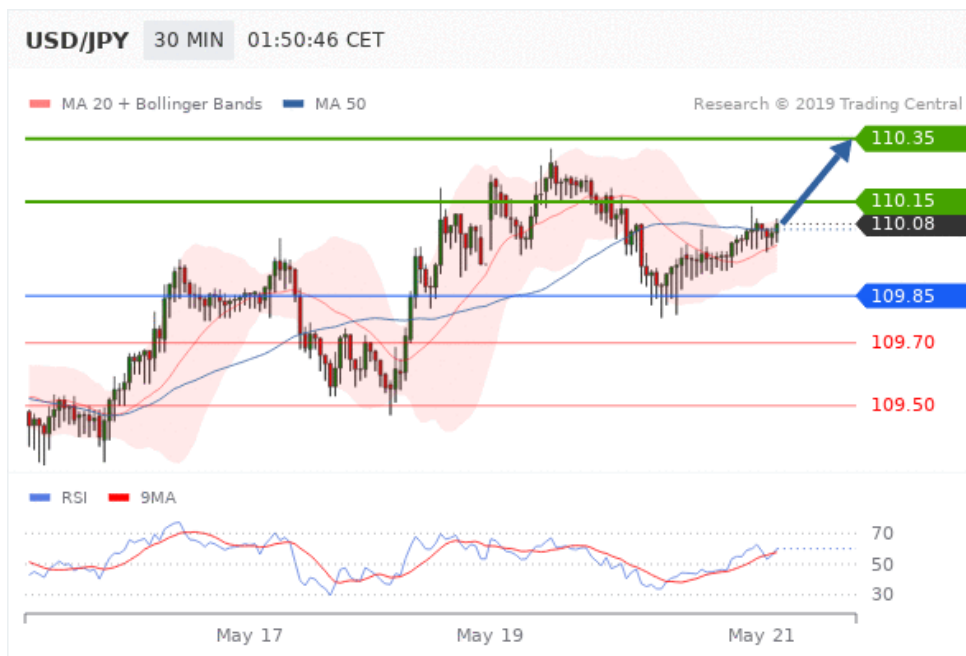 USD/JPY 30 MIN 01:50:46 CET
MA 20 + Bollinger Bands MA 50 Research © 2019 Trading Central
110.35
110.15
110.08
109.85
109.70
109.50
RSI 9MA
70
50
30
May 17 May 19 May 21